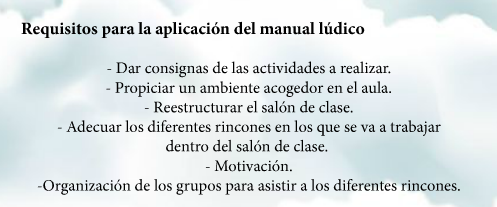 Requisitos para la aplicación del manual lúdico
- Dar consignas de las actividades a realizar.
- Propiciar un ambiente acogedor en el aula.
- Reestructurar el salón de clase.
- Adecuar los diferentes rincones en los que se va a trabajar
dentro del salón de clase.
- Motivación.
-Organización de los grupos para asistir a los diferentes rincones.